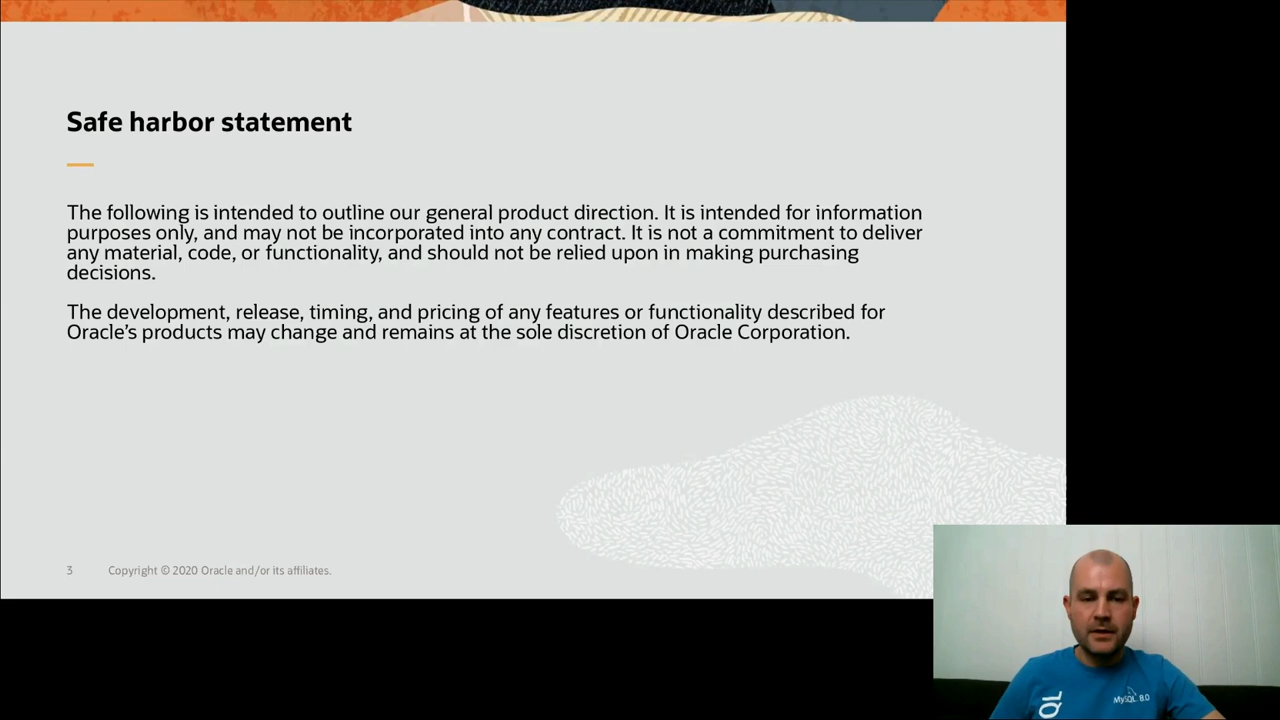 Safe harbor statement
The following is intended to outline our general product direction. It is intended for information
purposes only, and may not be incorporated into any contract. It is not a commitment to deliver
any material, code, or functionality, and should not be relied upon in making purchasing
decisions.
The development, release, timing, and pricing of any features or functionality described for
Oracle's products may change and remains at the sole discretion of Oracle Corporation.
3 Copyright © 2020 Oracle and/or its affiliates.
MySQL 8.0
QL